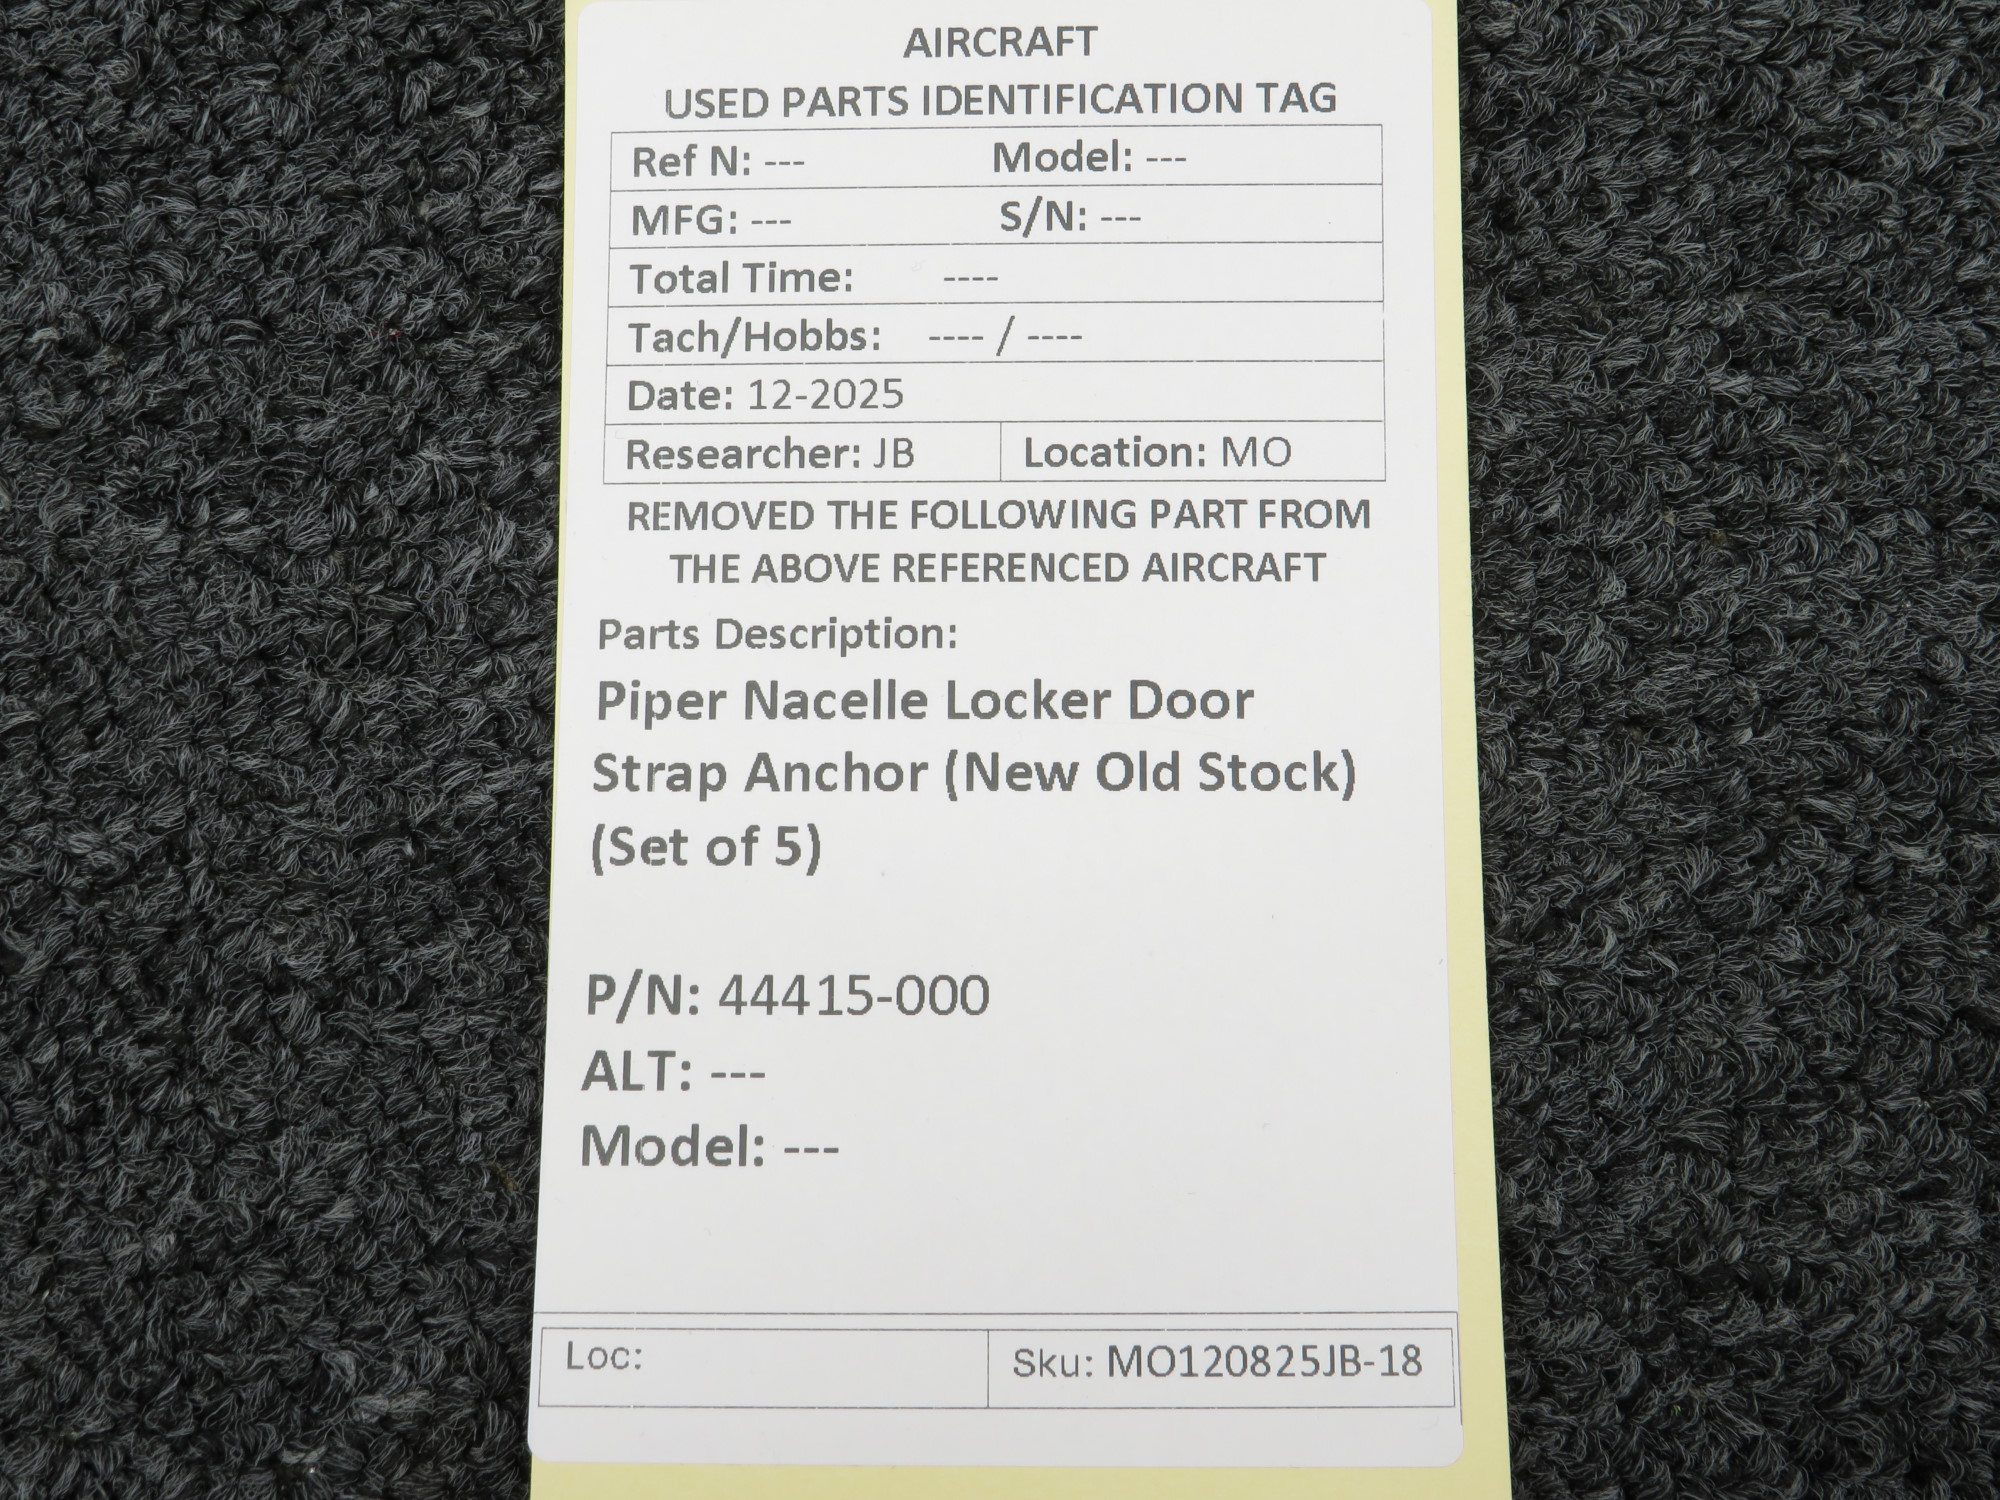 AIRCRAFT
USED PARTS IDENTIFICATION TAG
Ref N: --- Model: ---
MFG: --- S/N: ---
Total Time: ----
Tach/Hobbs: ---- / ----
Date: 12-2025
Researcher: JB Location: MO
REMOVED THE FOLLOWING PART FROM
THE ABOVE REFERENCED AIRCRAFT
Parts Description:
Piper Nacelle Locker Door
Strap Anchor (New Old Stock)
(Set of 5)
P/N: 44415-000
ALT: ---
Model: ---
Loc: Sku: MO120825JB-18